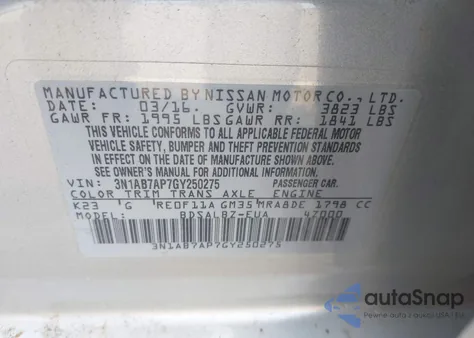 MANUFACTURED BY NISSAN MOTOR CO., LTD.
DATE: 03/16. GVWR: 3823 LBS
GAWR FR: 1995 LBS GAWR RR: 1841 LBS
THIS VEHICLE CONFORMS TO ALL APPLICABLE FEDERAL MOTOR
VEHICLE SAFETY, BUMPER AND THEFT PREVENTION STANDARDS
IN EFFECT ON THE DATE OF MANUFACTURE SHOWN ABOVE.
SEE OWNER'S MANUAL FOR ADDITIONAL INFORMATION.
VIN: 3N1AB7AP7GY250275 PASSENGER CAR.
COLOR TRIM TRANS AXLE ENGINE
K23 G RE0F11A GM35 MRA8DE 1798 CC
MODEL: BDSALBZ-EUA 47000
3N1AB7AP7GY250275
autoSnap